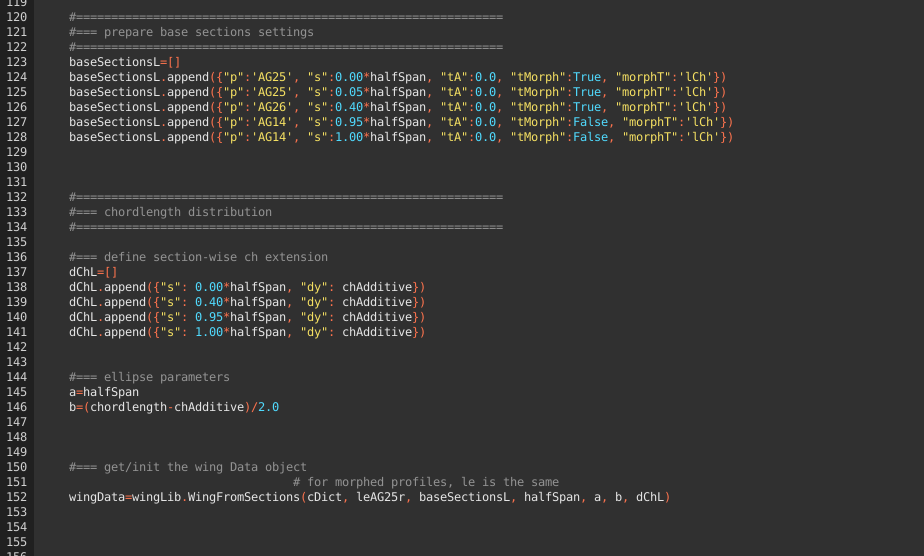 119
120 #=============================================================
121 #=== prepare base sections settings
122 #=============================================================
123 baseSectionsL=[]
124 baseSectionsL.append({"p":'AG25', "s":0.00*halfSpan, "tA":0.0, "tMorph":True, "morphT":'lCh'})
125 baseSectionsL.append({"p":'AG25', "s":0.05*halfSpan, "tA":0.0, "tMorph":True, "morphT":'lCh'})
126 baseSectionsL.append({"p":'AG26', "s":0.40*halfSpan, "tA":0.0, "tMorph":True, "morphT":'lCh'})
127 baseSectionsL.append({"p":'AG14', "s":0.95*halfSpan, "tA":0.0, "tMorph":False, "morphT":'lCh'})
128 baseSectionsL.append({"p":'AG14', "s":1.00*halfSpan, "tA":0.0, "tMorph":False, "morphT":'lCh'})
129
130
131
132 #=============================================================
133 #=== chordlength distribution
134 #=============================================================
135
136 #=== define section-wise ch extension
137 dChL=[]
138 dChL.append({"s": 0.00*halfSpan, "dy": chAdditive})
139 dChL.append({"s": 0.40*halfSpan, "dy": chAdditive})
140 dChL.append({"s": 0.95*halfSpan, "dy": chAdditive})
141 dChL.append({"s": 1.00*halfSpan, "dy": chAdditive})
142
143
144 #=== ellipse parameters
145 a=halfSpan
146 b=(chordlength-chAdditive)/2.0
147
148
149
150 #=== get/init the wing Data object
151 # for morphed profiles, le is the same
152 wingData=wingLib.WingFromSections(cDict, leAG25r, baseSectionsL, halfSpan, a, b, dChL)
153
154
155
156